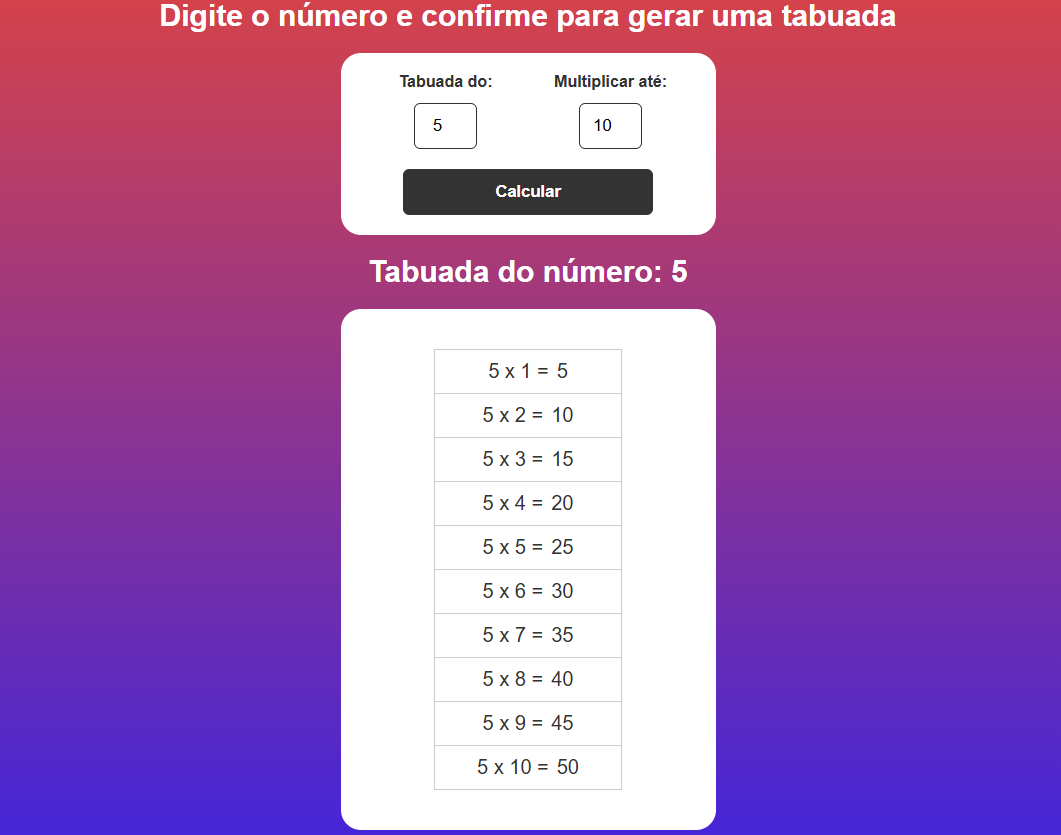 Digite o número e confirme para gerar uma tabuada
Tabuada do: Multiplicar até:
5 10
Calcular
Tabuada do número: 5
5 x 1 = 5
5 x 2 = 10
5 x 3 = 15
5 x 4 = 20
5 x 5 = 25
5 x 6 = 30
5 x 7 = 35
5 x 8 = 40
5 x 9 = 45
5 x 10 = 50